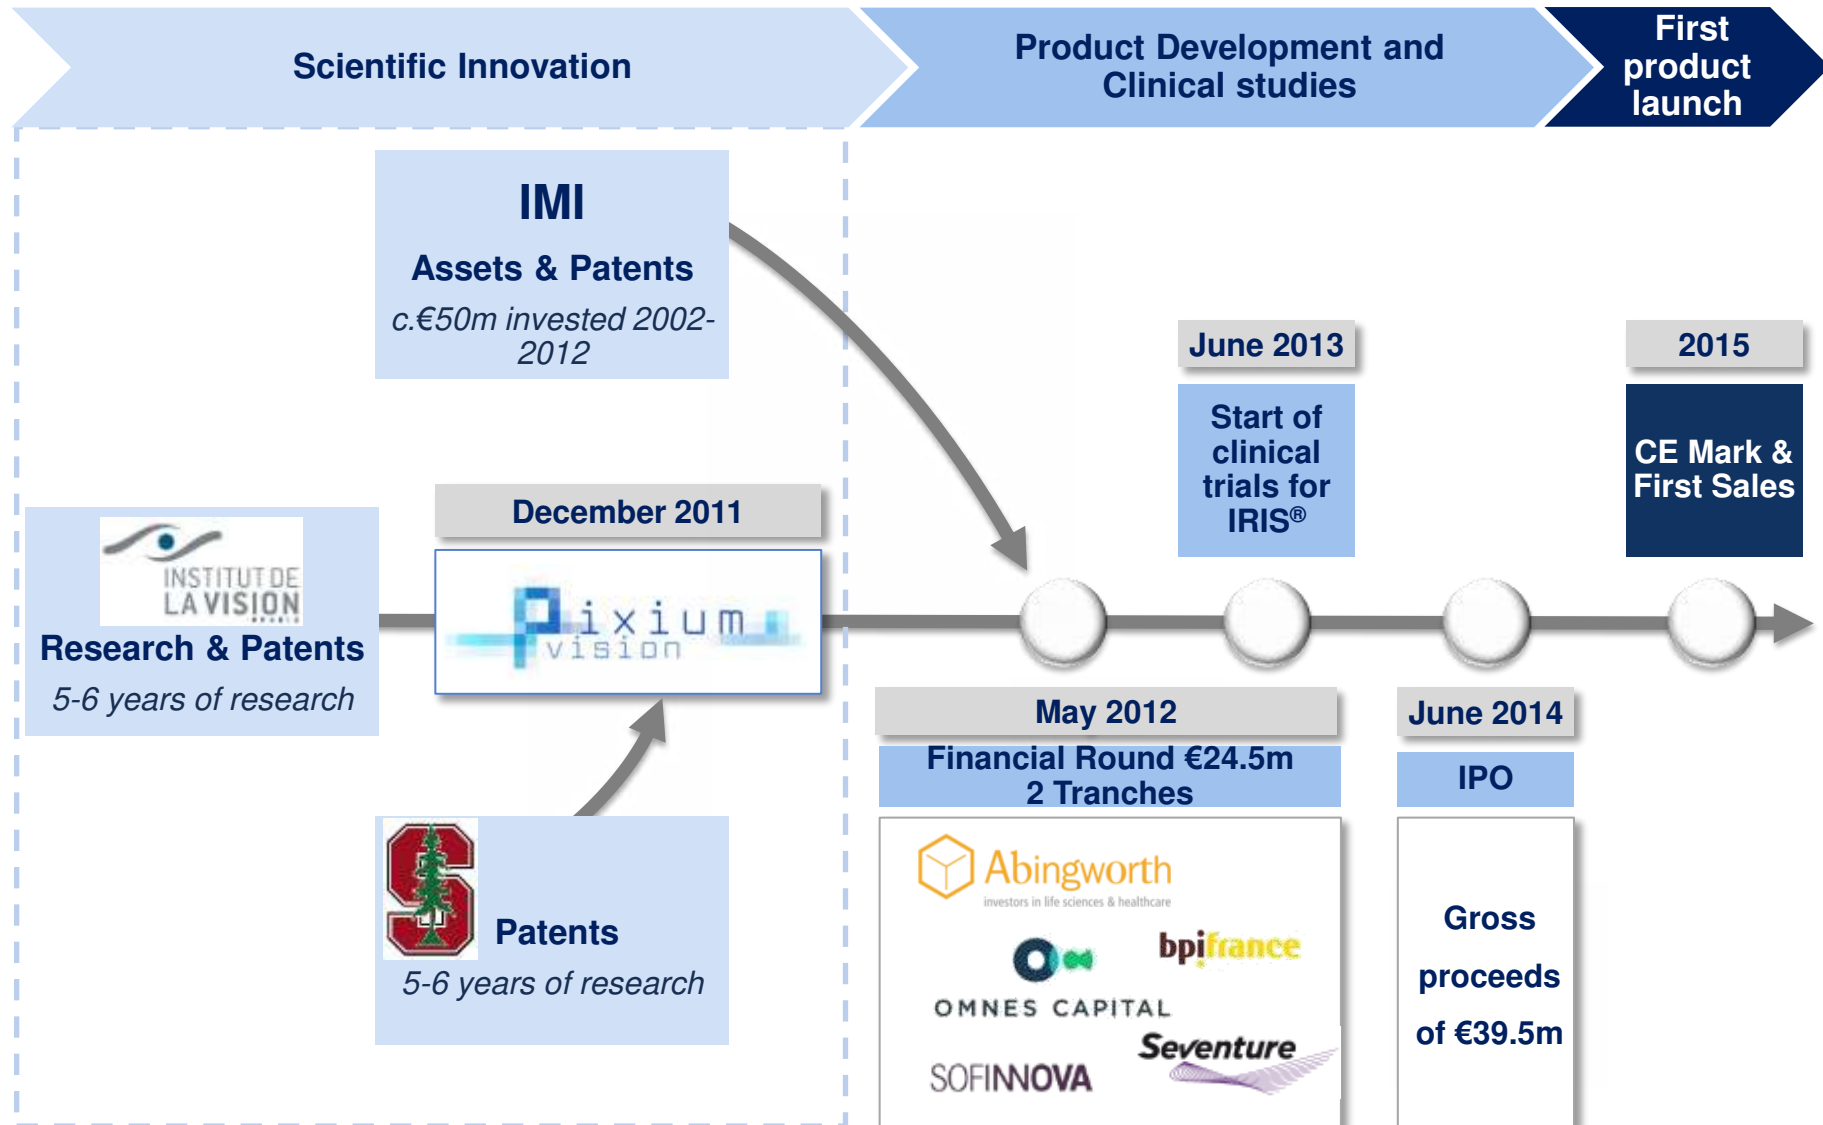 Scientific Innovation
Product Development and
Clinical studies
First
product
launch
IMI
Assets & Patents
c.€50m invested 2002-
2012
June 2013
Start of
clinical
trials for
IRIS®
2015
CE Mark &
First Sales
December 2011
pixium
vision
INSTITUT DE
LA VISION
Research & Patents
5-6 years of research
May 2012
Financial Round €24.5m
2 Tranches
June 2014
IPO
Abingworth
investors in life sciences & healthcare
bpifrance
OMNES CAPITAL
Seventure
SOFINNOVA
Gross
proceeds
of €39.5m
S
Patents
5-6 years of research